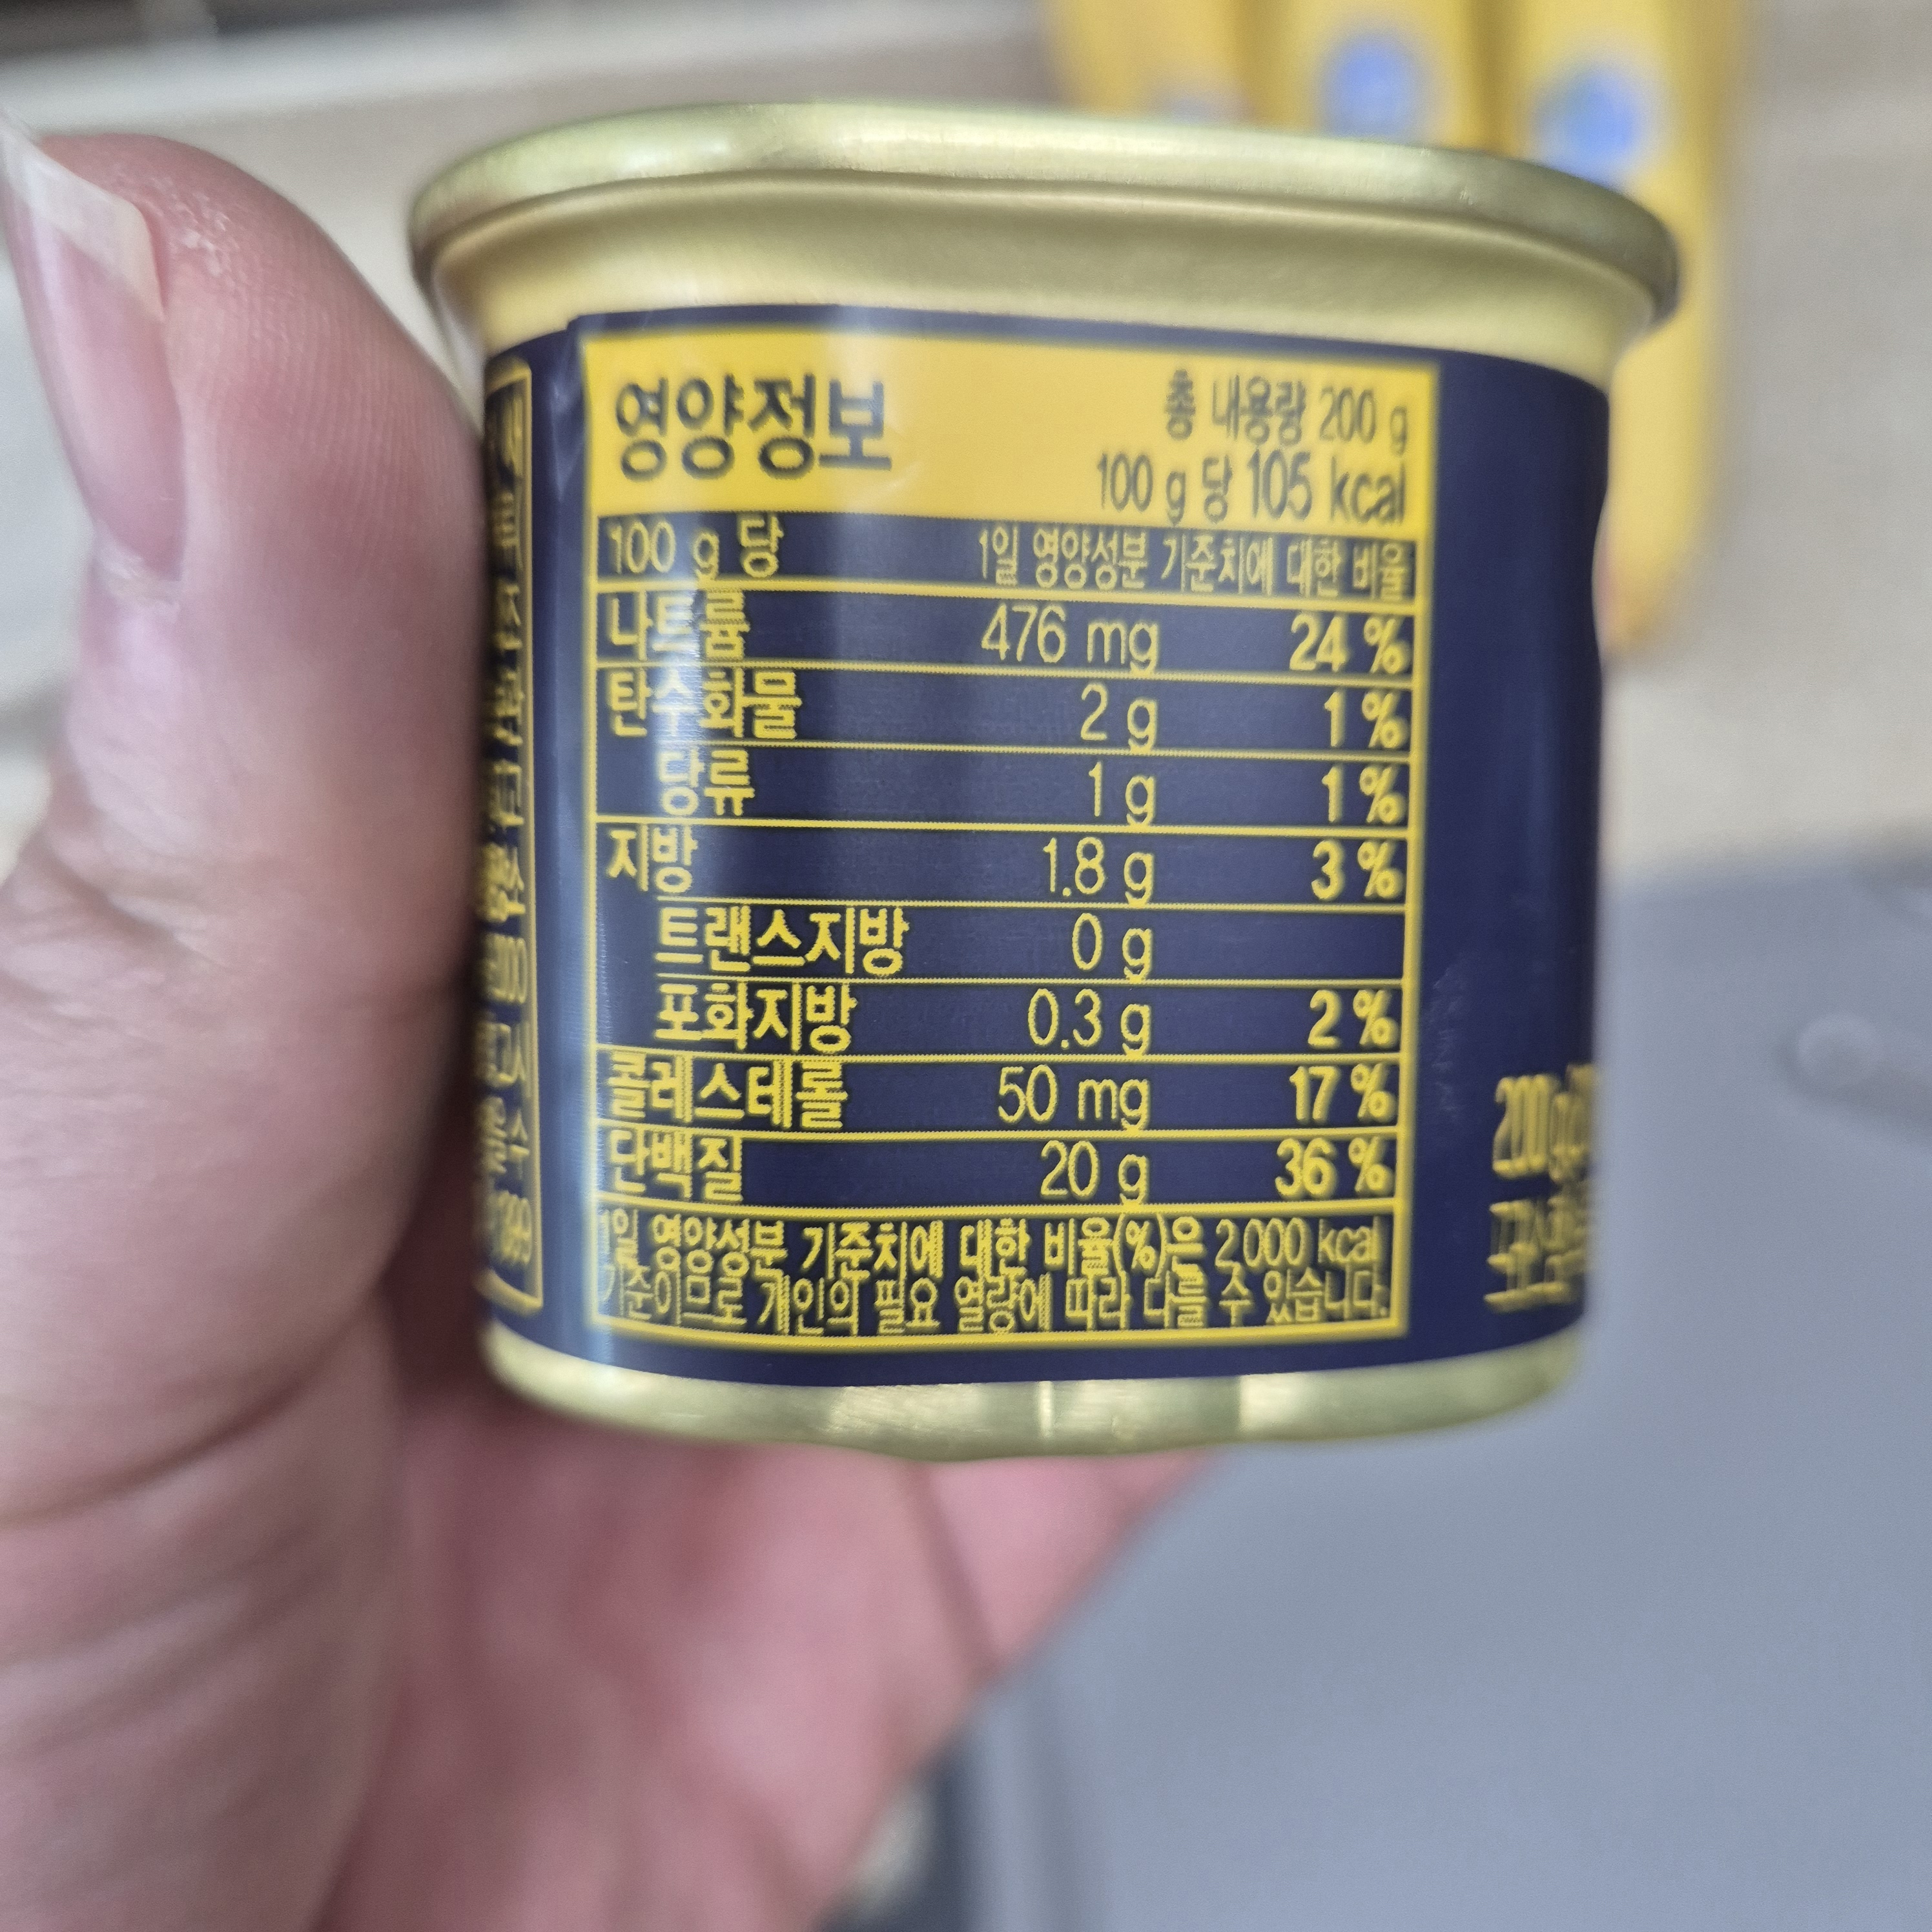 영양정보
총 내용량 200 g
100 g 당 105 kcal
100 g 당 1일 영양성분 기준치에 대한 비율
나트륨 476 mg 24 %
탄수화물 2 g 1 %
당류 1 g 1 %
지방 1.8 g 3 %
트랜스지방 0 g
포화지방 0.3 g 2 %
콜레스테롤 50 mg 17 %
단백질 20 g 36 %
1일 영양성분 기준치에 대한 비율(%)은 2,000 kcal
기준이므로 개인의 필요 열량에 따라 다를 수 있습니다.
200 g